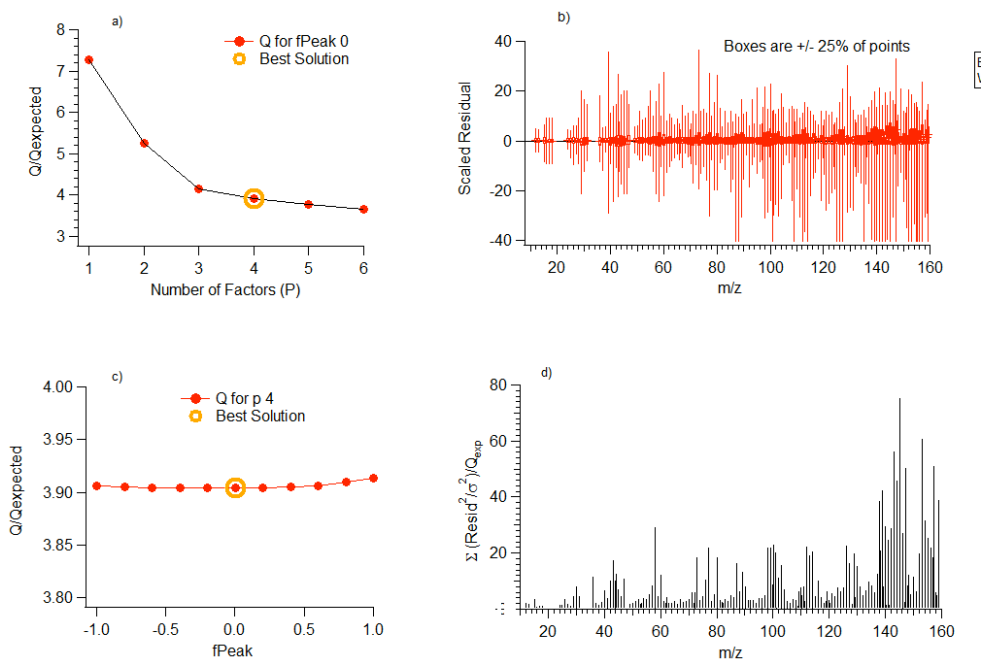 a)
8
7
6
5
4
3
Q/Qexpected
Q for fPeak 0
Best Solution
1 2 3 4 5 6
Number of Factors (P)
b)
Boxes are +/- 25% of points
40
20
0
-20
-40
Scaled Residual
20 40 60 80 100 120 140 160
m/z
c)
4.00
3.95
3.90
3.85
3.80
Q/Qexpected
Q for p 4
Best Solution
-1.0 -0.5 0.0 0.5 1.0
fPeak
d)
80
60
40
20
Σ (Resid²/σ²)/Qexp
20 40 60 80 100 120 140 160
m/z